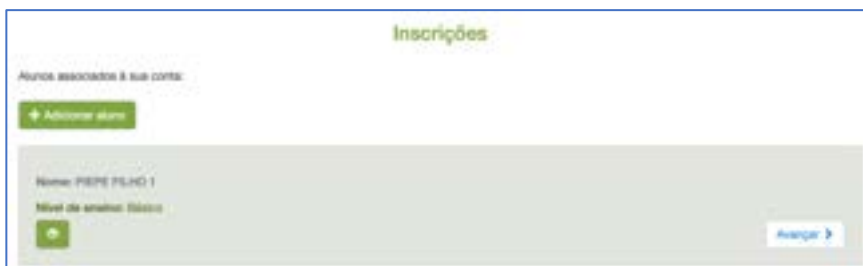 Inscrições
Alunos associados à sua conta:
+ Adicionar aluno
Nome: PIEPE FILHO 1
Nível de ensino: Básico
Avançar